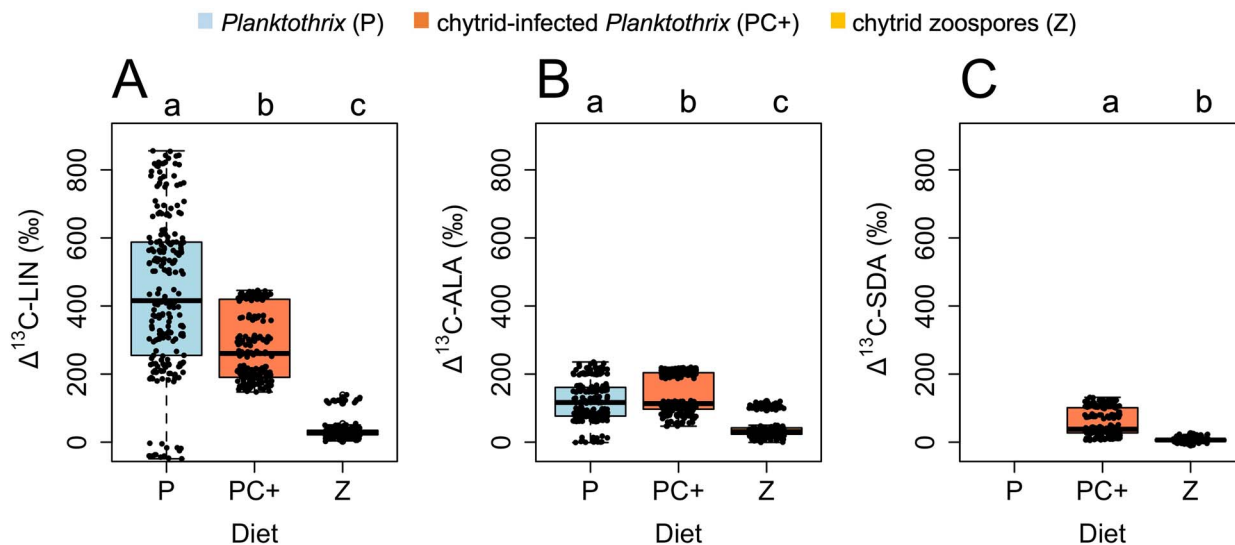 Planktothrix (P) chytrid-infected Planktothrix (PC+) chytrid zoospores (Z)
A B C
a b c a b c a b
Δ¹³C-LIN (‰)
800
600
400
200
0
P PC+ Z
Diet
Δ¹³C-ALA (‰)
800
600
400
200
0
P PC+ Z
Diet
Δ¹³C-SDA (‰)
800
600
400
200
0
P PC+ Z
Diet